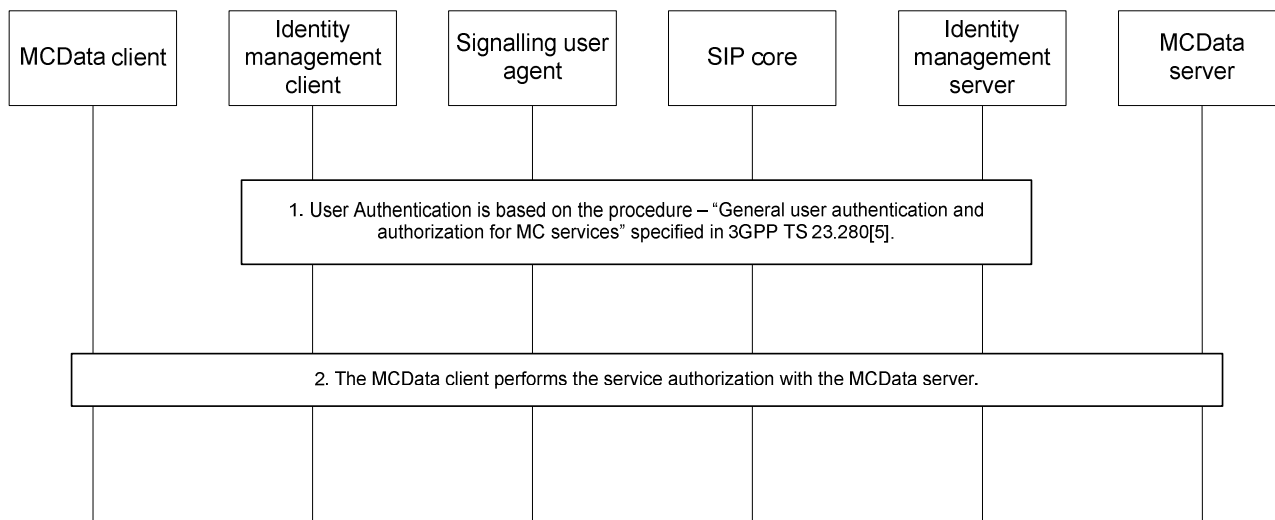 MCData client
Identity
management
client
Signalling user
agent
SIP core
Identity
management
server
MCData
server
1. User Authentication is based on the procedure – “General user authentication and
authorization for MC services” specified in 3GPP TS 23.280[5].
2. The MCData client performs the service authorization with the MCData server.